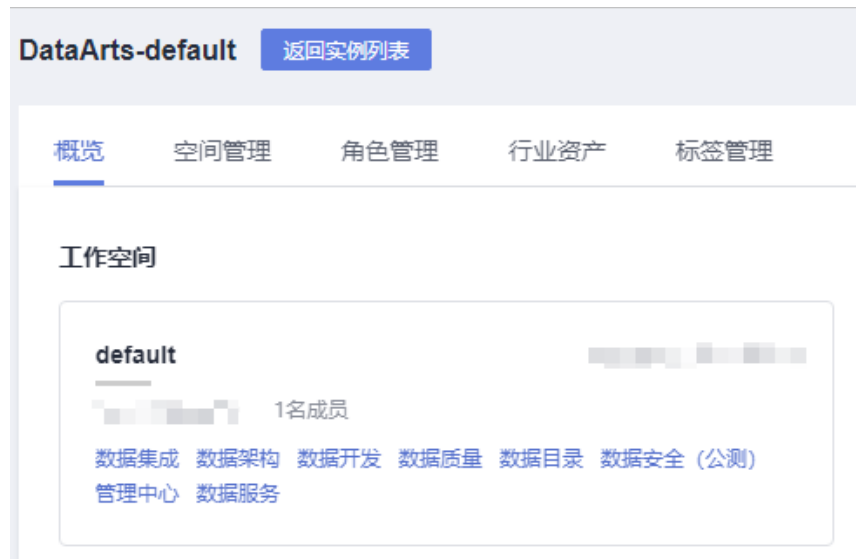 DataArts-default 返回实例列表
概览 空间管理 角色管理 行业资产 标签管理
工作空间
default
1名成员
数据集成 数据架构 数据开发 数据质量 数据目录 数据安全（公测）
管理中心 数据服务